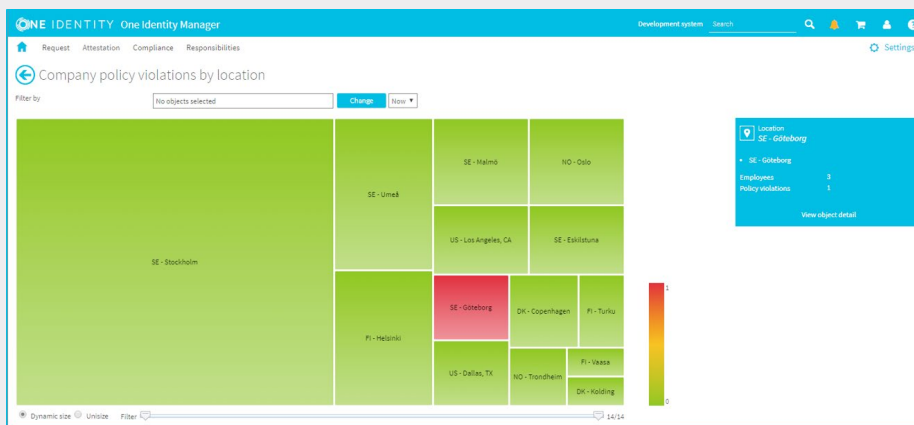 ONE IDENTITY One Identity Manager
Development system Search
Request Attestation Compliance Responsibilities
Settings
Company policy violations by location
Filter by No objects selected Change Now
SE - Stockholm
SE - Umeå
SE - Malmö
NO - Oslo
US - Los Angeles, CA
SE - Eskilstuna
FI - Helsinki
SE - Göteborg
DK - Copenhagen
FI - Turku
US - Dallas, TX
NO - Trondheim
FI - Vaasa
DK - Kolding
1
0
Location
SE - Göteborg
SE - Göteborg
Employees 3
Policy violations 1
View object detail
Dynamic size Unisize Filter 14/14